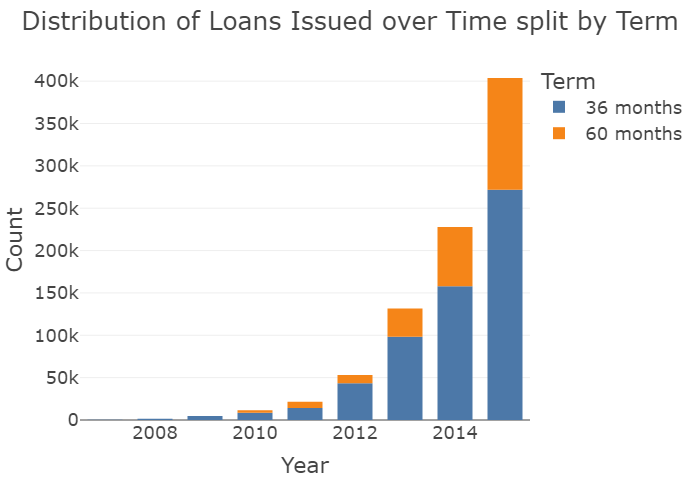 Distribution of Loans Issued over Time split by Term
Term
36 months
60 months
400k
350k
300k
250k
200k
150k
100k
50k
0
Count
2008
2010
2012
2014
Year